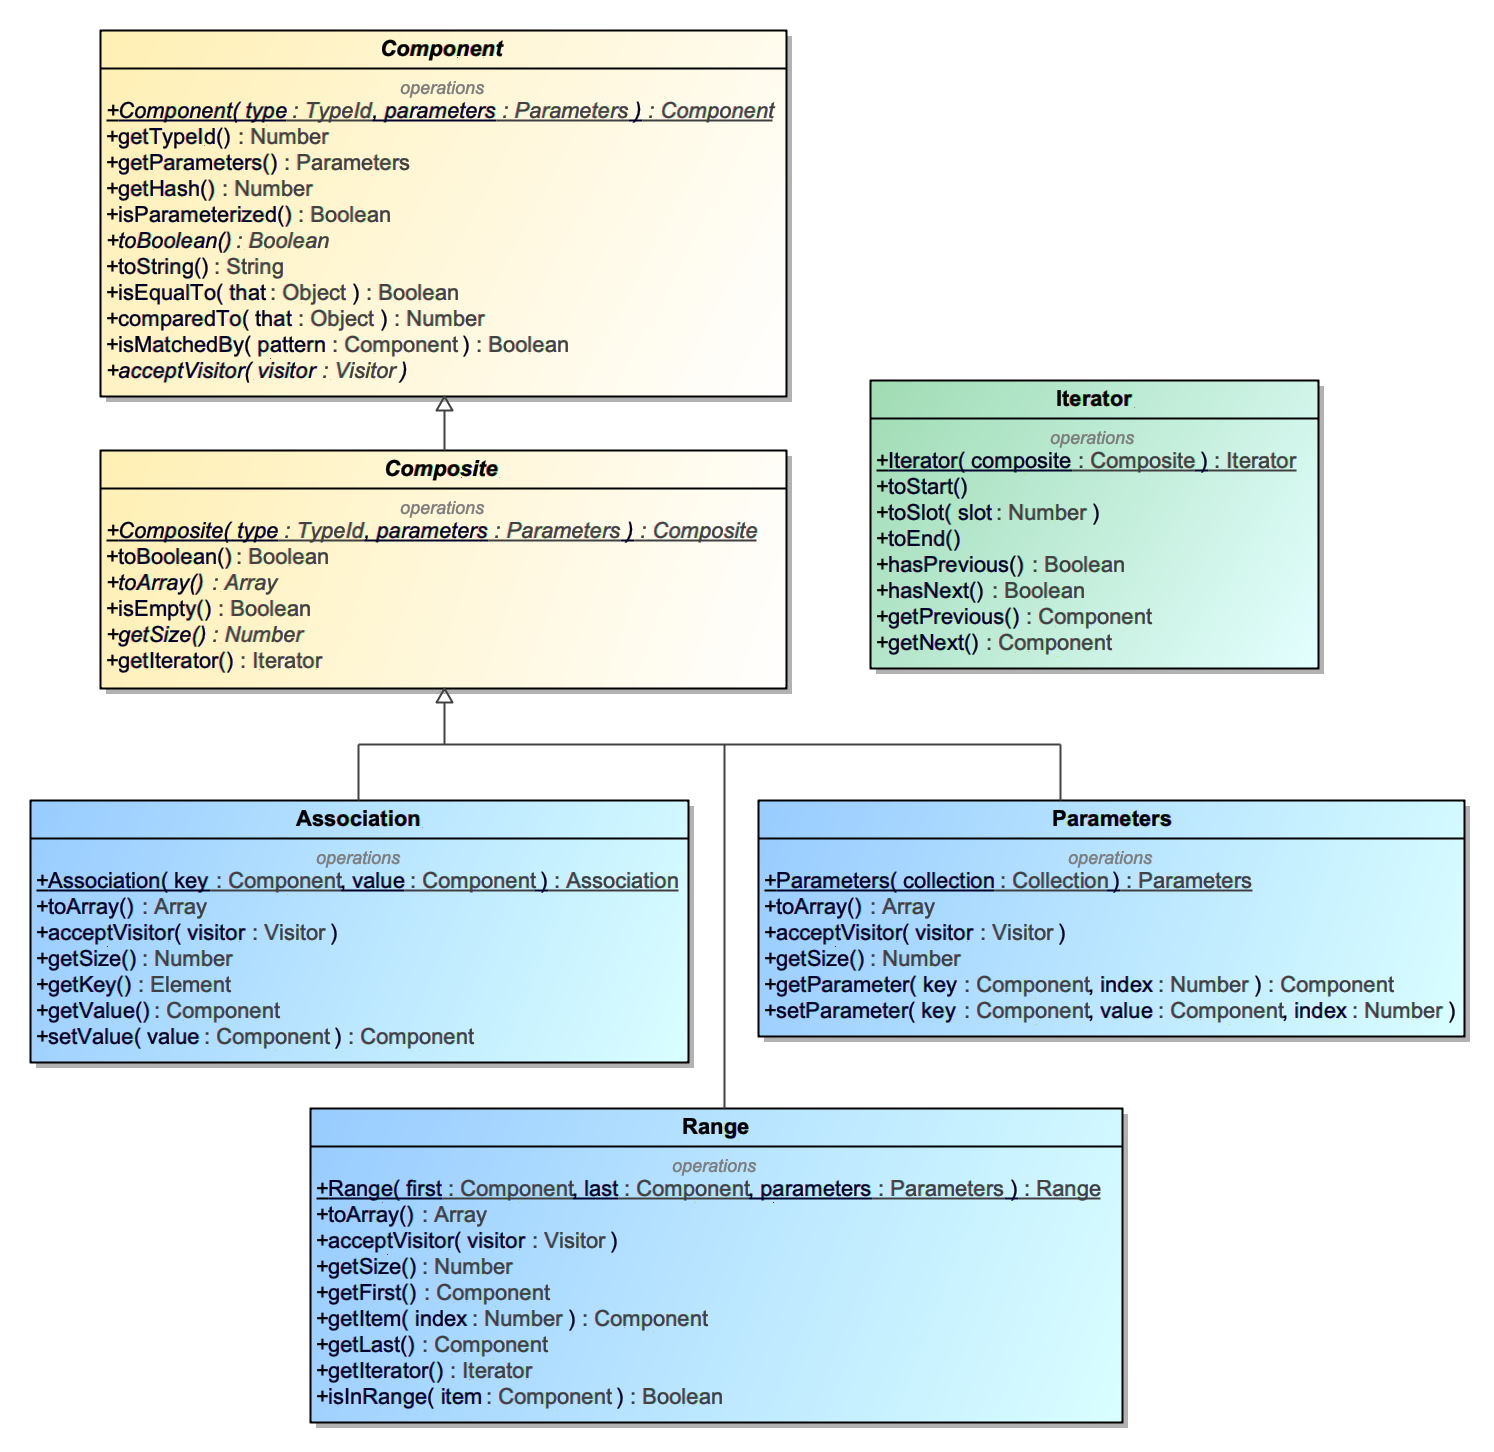 Component
operations
+Component( type : TypeId, parameters : Parameters ) : Component
+getTypeId() : Number
+getParameters() : Parameters
+getHash() : Number
+isParameterized() : Boolean
+toBoolean() : Boolean
+toString() : String
+isEqualTo( that : Object ) : Boolean
+comparedTo( that : Object ) : Number
+isMatchedBy( pattern : Component ) : Boolean
+acceptVisitor( visitor : Visitor )
Iterator
operations
+Iterator( composite : Composite ) : Iterator
+toStart()
+toSlot( slot : Number )
+toEnd()
+hasPrevious() : Boolean
+hasNext() : Boolean
+getPrevious() : Component
+getNext() : Component
Composite
operations
+Composite( type : TypeId, parameters : Parameters ) : Composite
+toBoolean() : Boolean
+toArray() : Array
+isEmpty() : Boolean
+getSize() : Number
+getIterator() : Iterator
Association
operations
+Association( key : Component, value : Component ) : Association
+toArray() : Array
+acceptVisitor( visitor : Visitor )
+getSize() : Number
+getKey() : Element
+getValue() : Component
+setValue( value : Component ) : Component
Parameters
operations
+Parameters( collection : Collection ) : Parameters
+toArray() : Array
+acceptVisitor( visitor : Visitor )
+getSize() : Number
+getParameter( key : Component, index : Number ) : Component
+setParameter( key : Component, value : Component, index : Number )
Range
operations
+Range( first : Component, last : Component, parameters : Parameters ) : Range
+toArray() : Array
+acceptVisitor( visitor : Visitor )
+getSize() : Number
+getFirst() : Component
+getItem( index : Number ) : Component
+getLast() : Component
+getIterator() : Iterator
+isInRange( item : Component ) : Boolean